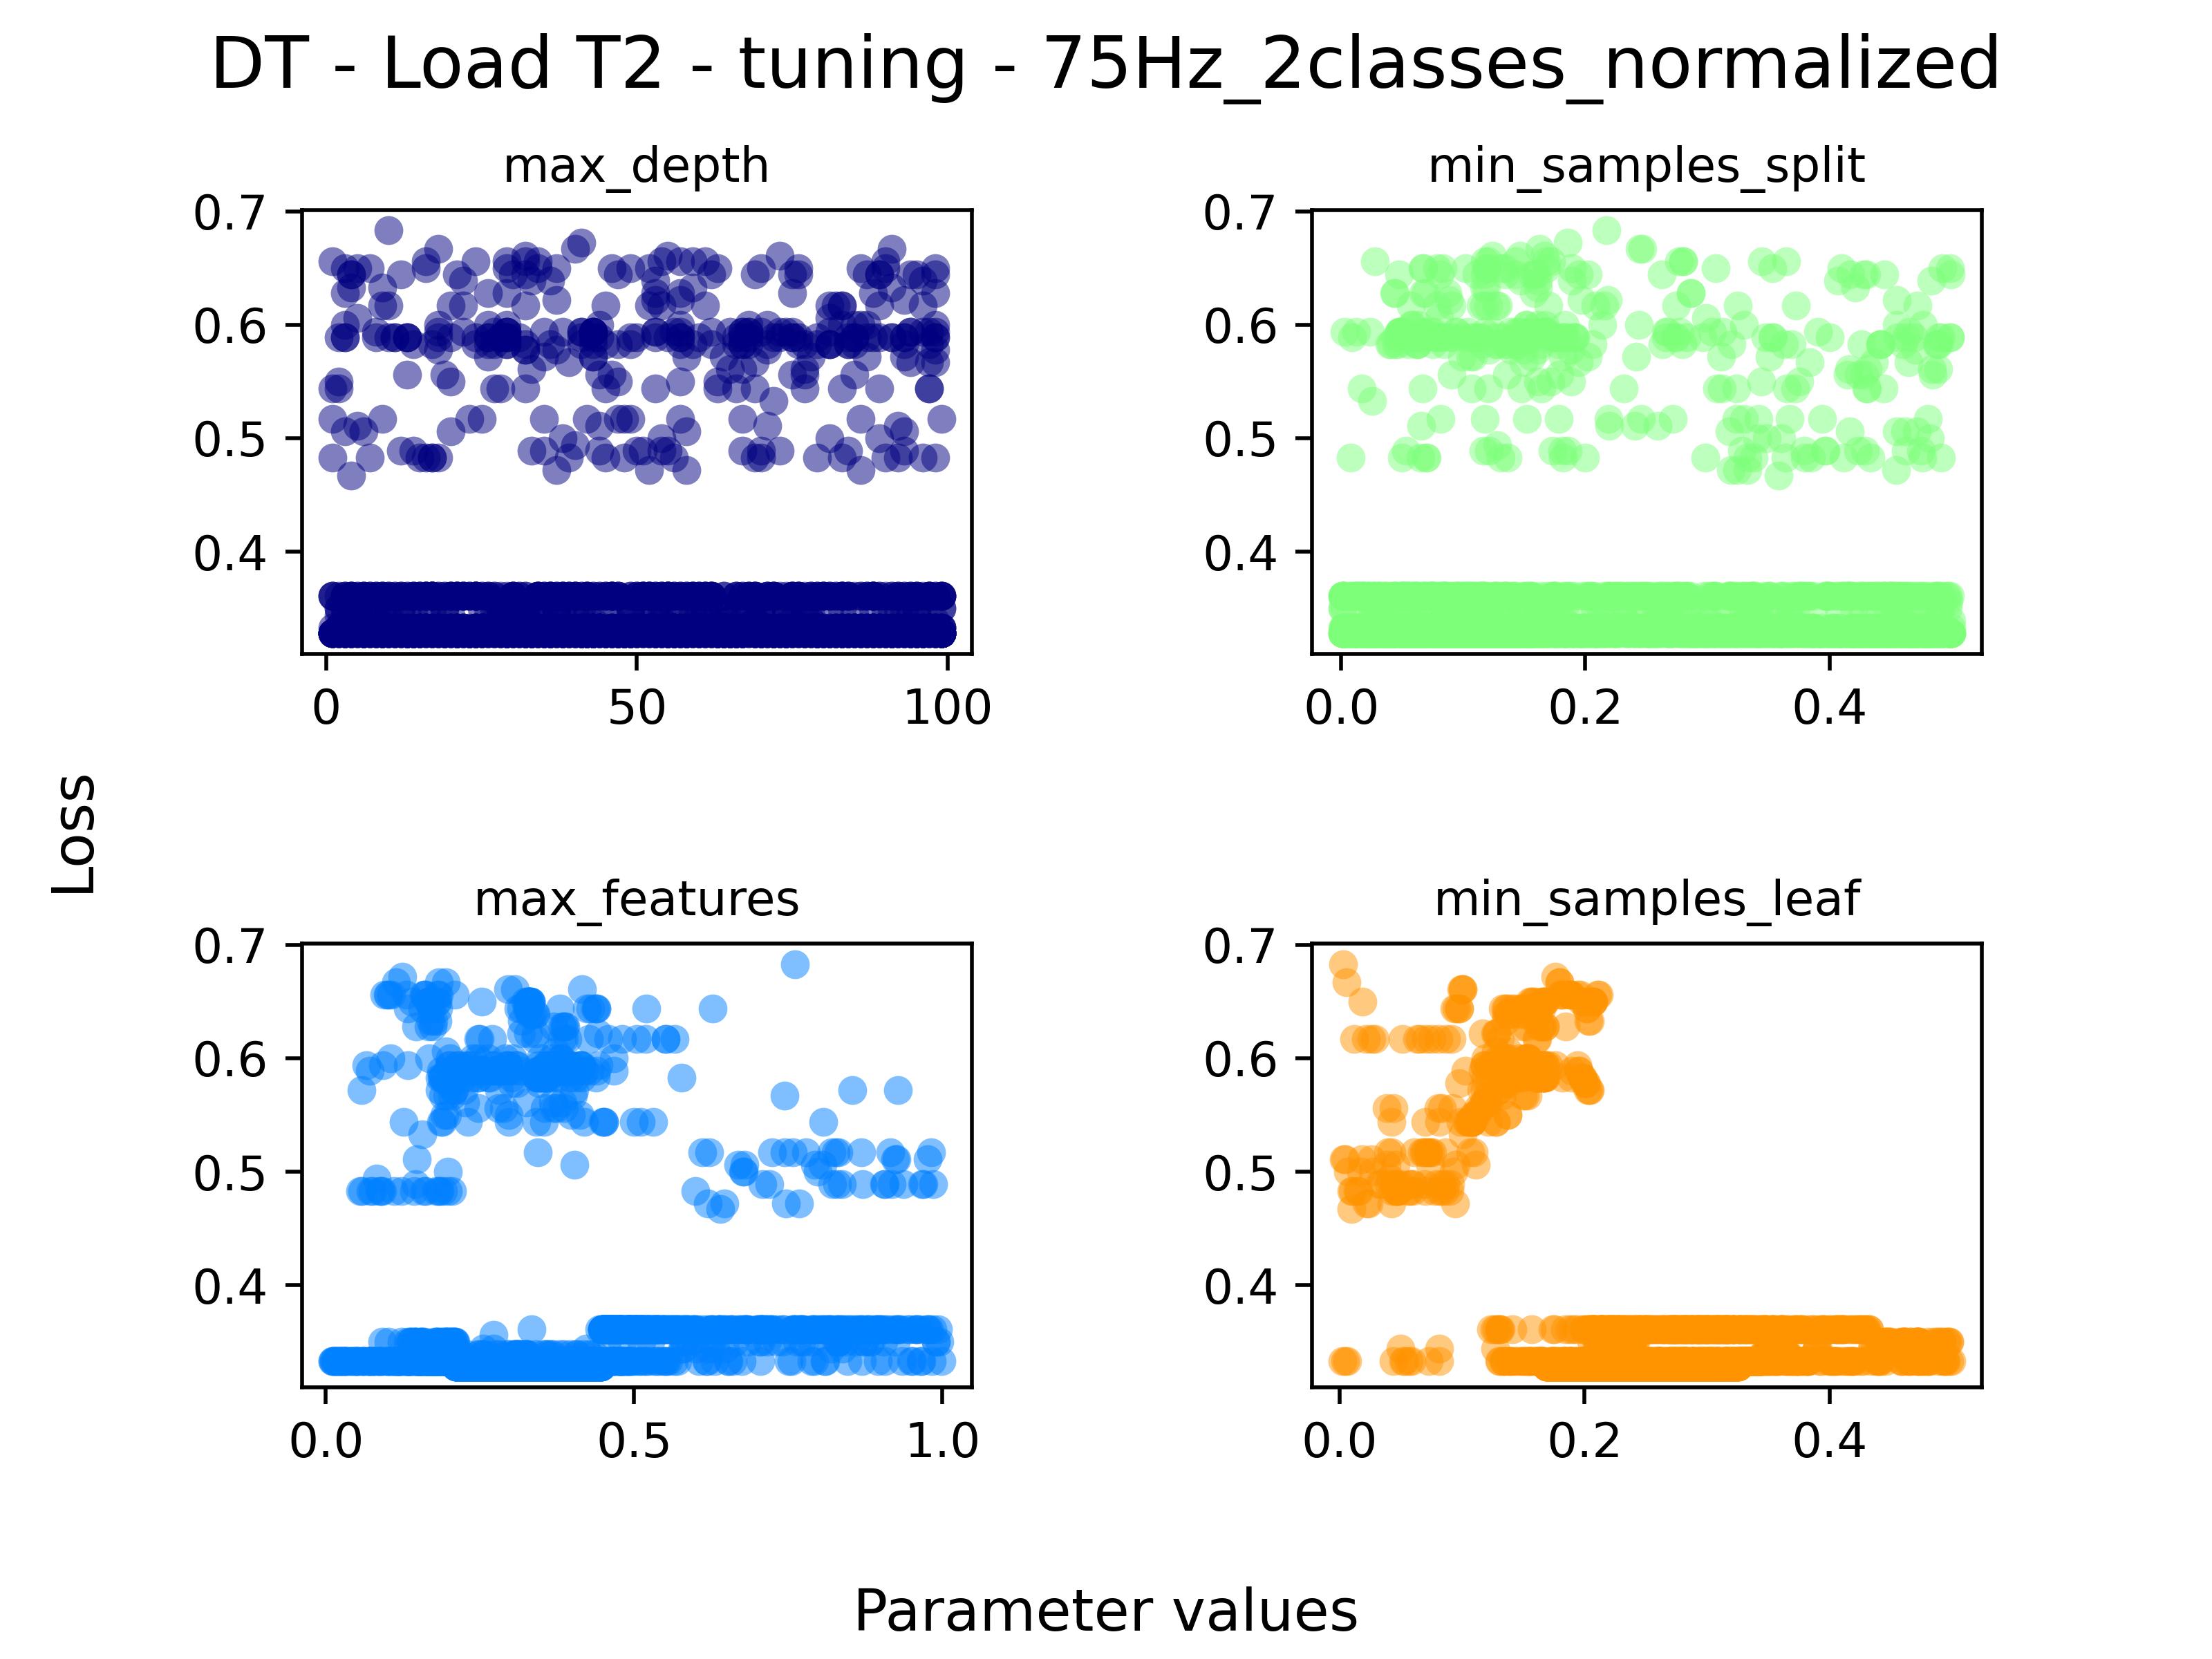 DT - Load T2 - tuning - 75Hz_2classes_normalized
max_depth
0.7
0.6
0.5
0.4
0 50 100
min_samples_split
0.7
0.6
0.5
0.4
0.0 0.2 0.4
Loss
max_features
0.7
0.6
0.5
0.4
0.0 0.5 1.0
min_samples_leaf
0.7
0.6
0.5
0.4
0.0 0.2 0.4
Parameter values